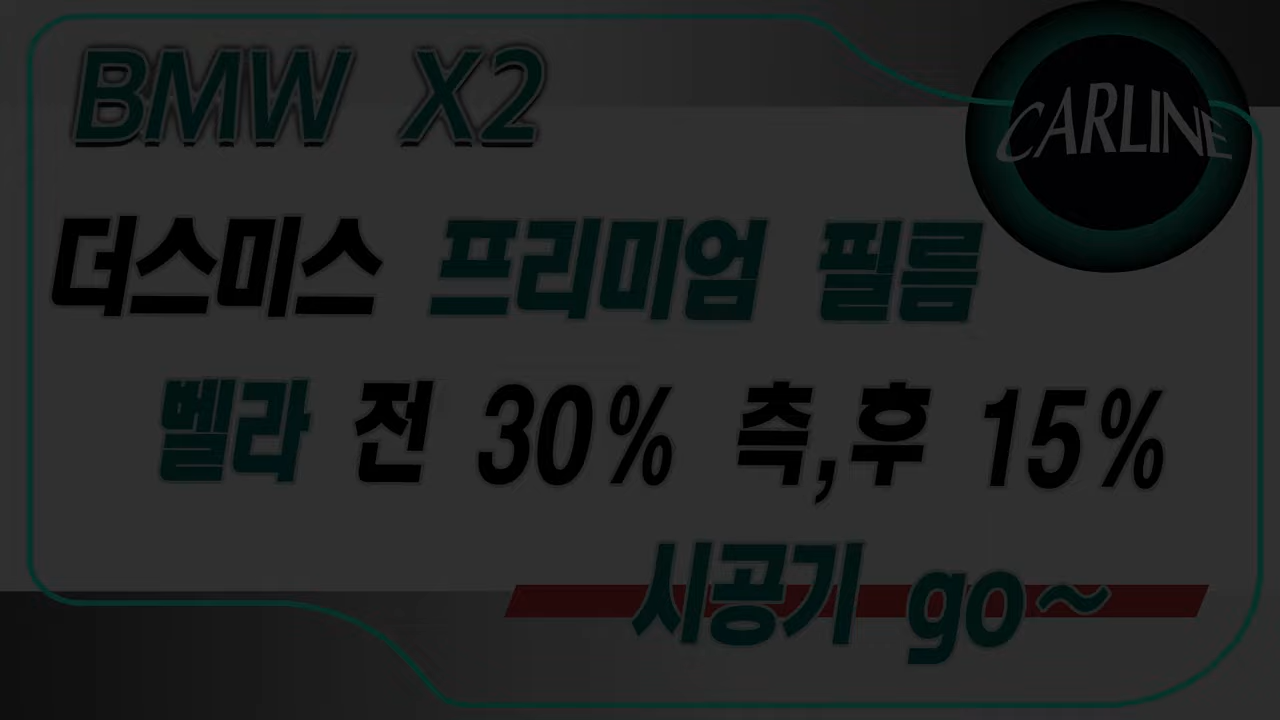 BMW X2
CARLINE
더스미스 프리미엄 필름
벨라 전 30% 측,후 15%
시공기 go~